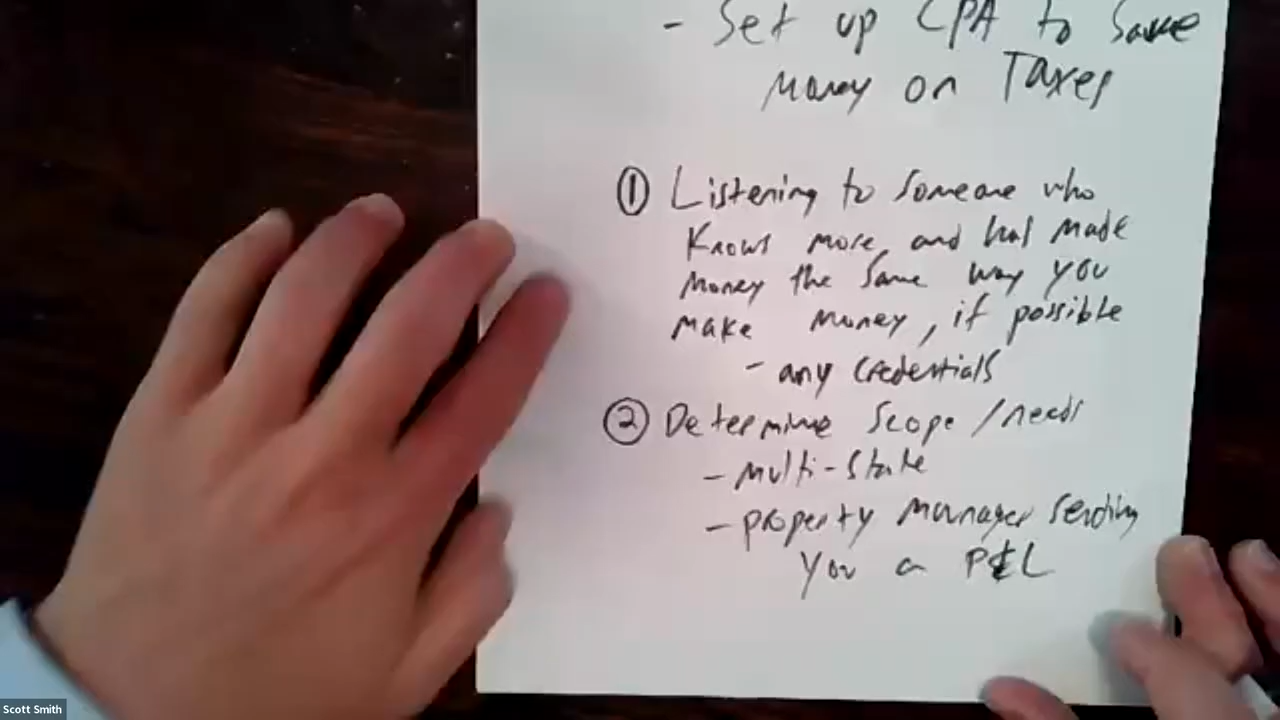 - Set up CPA to Save
Money on Taxes
① Listening to someone who
knows more, and has made
money the same way you
make money, if possible
- any credentials
② Determine scope / needs
- multi-state
- property manager sending
you a P&L
Scott Smith